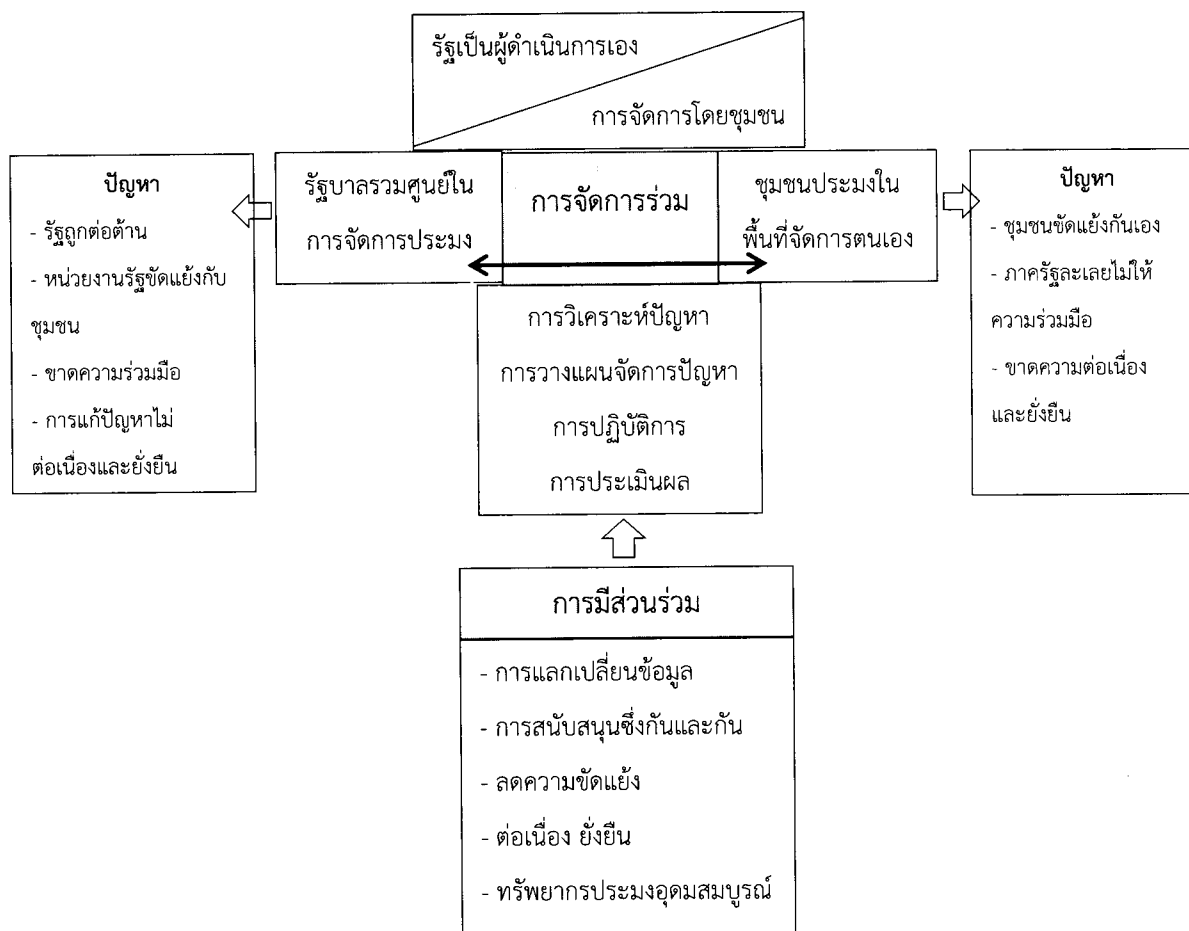 รัฐเป็นผู้ดำเนินการเอง
การจัดการโดยชุมชน
ปัญหา
- รัฐถูกต่อต้าน
- หน่วยงานรัฐขัดแย้งกับ
ชุมชน
- ขาดความร่วมมือ
- การแก้ปัญหาไม่
ต่อเนื่องและยั่งยืน
รัฐบาลรวมศูนย์ใน
การจัดการประมง
การจัดการร่วม
ชุมชนประมงใน
พื้นที่จัดการตนเอง
ปัญหา
- ชุมชนขัดแย้งกันเอง
- ภาครัฐละเลยไม่ให้
ความร่วมมือ
- ขาดความต่อเนื่อง
และยั่งยืน
การวิเคราะห์ปัญหา
การวางแผนจัดการปัญหา
การปฏิบัติการ
การประเมินผล
การมีส่วนร่วม
- การแลกเปลี่ยนข้อมูล
- การสนับสนุนซึ่งกันและกัน
- ลดความขัดแย้ง
- ต่อเนื่อง ยั่งยืน
- ทรัพยากรประมงอุดมสมบูรณ์